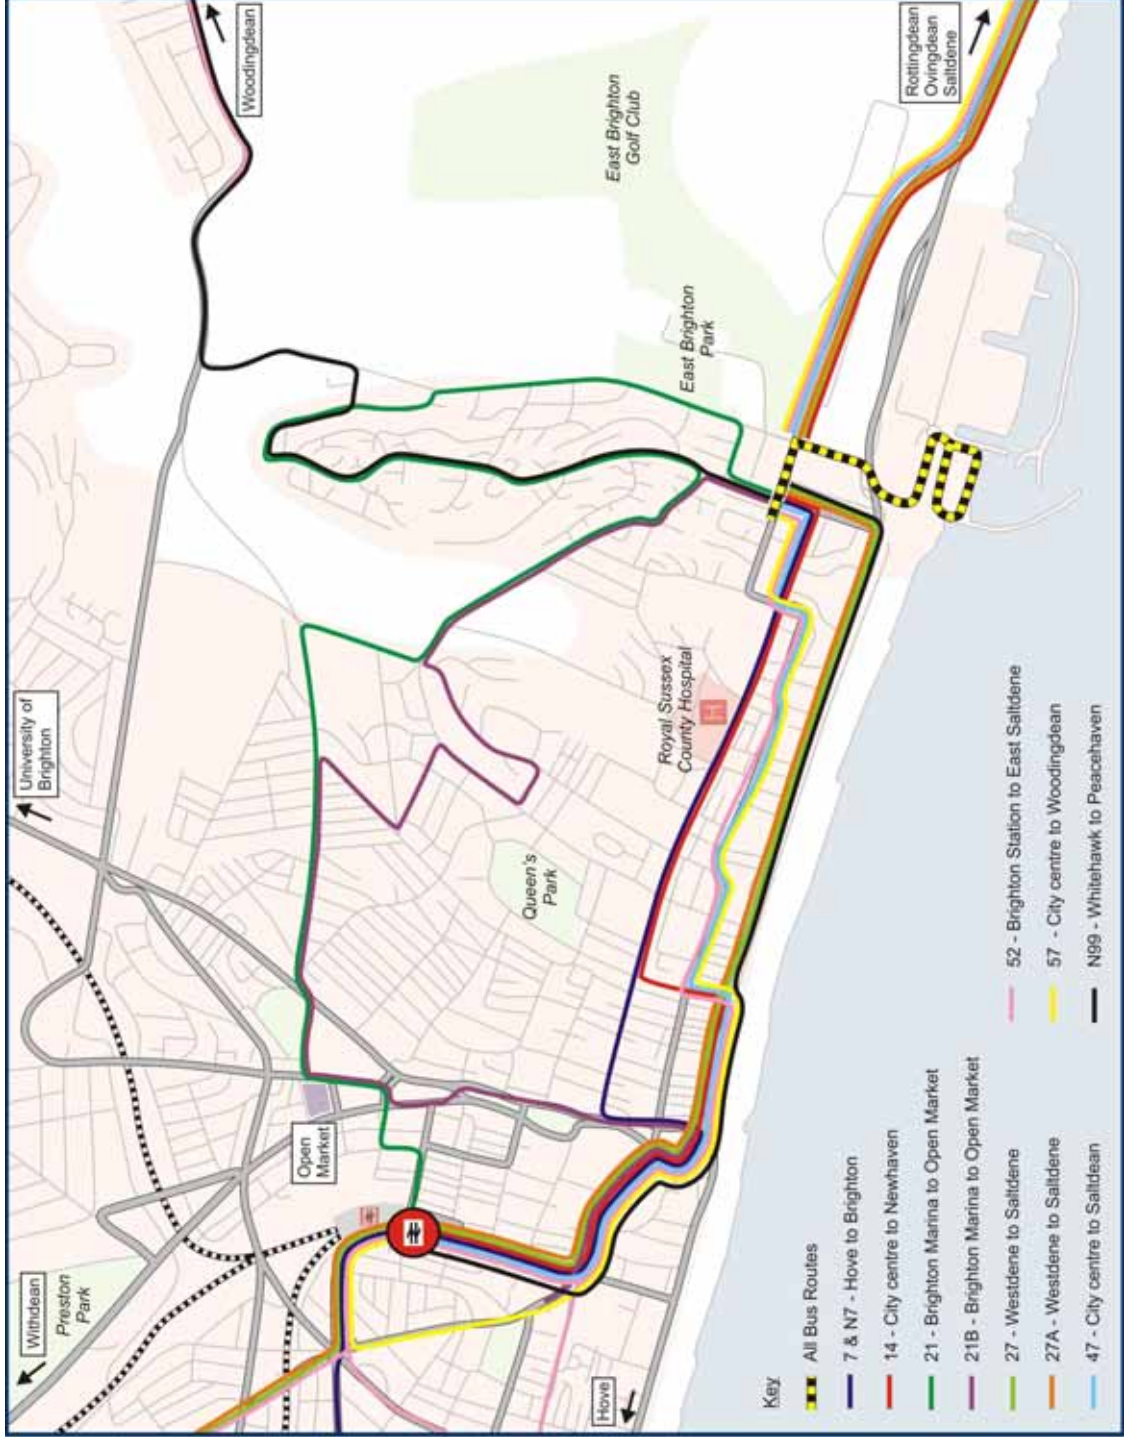 Withdean
Preston
Park
University of
Brighton
Woodingdean
Open
Market
Queen's
Park
Royal Sussex
County Hospital
H
East Brighton
Park
East Brighton
Golf Club
Rottingdean
Ovingdean
Saltdene
Hove
Key
All Bus Routes
7 & N7 - Hove to Brighton
14 - City centre to Newhaven
21 - Brighton Marina to Open Market
21B - Brighton Marina to Open Market
27 - Westdene to Saltdene
27A - Westdene to Saltdene
47 - City centre to Saltdean
52 - Brighton Station to East Saltdene
57 - City centre to Woodingdean
N99 - Whitehawk to Peacehaven